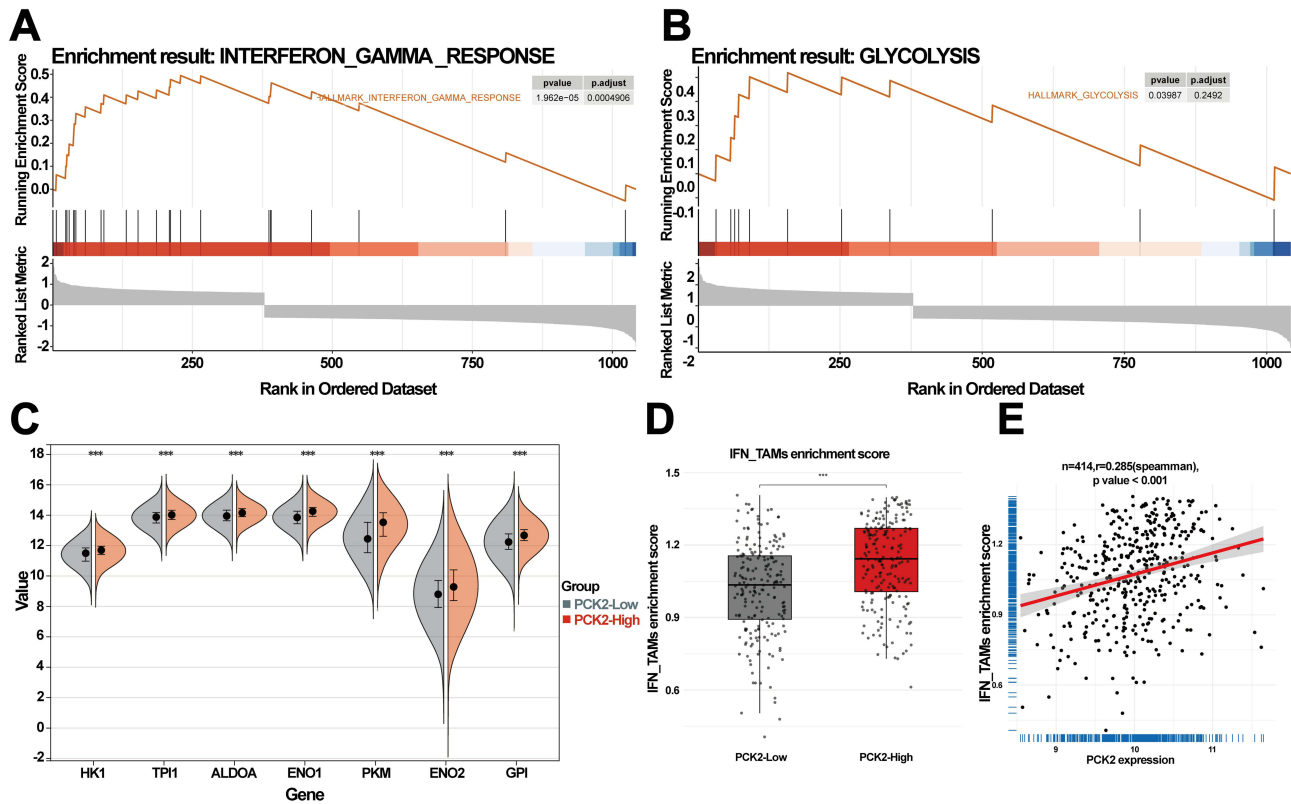 A
Enrichment result: INTERFERON_GAMMA_RESPONSE
Running Enrichment Score
0.5
0.4
0.3
0.2
0.1
0.0
ALLMARK_INTERFERON_GAMMA_RESPONSE
pvalue p.adjust
1.962e−05 0.0004906
Ranked List Metric
2
1
0
-1
-2
250 500 750 1000
Rank in Ordered Dataset
B
Enrichment result: GLYCOLYSIS
Running Enrichment Score
0.4
0.3
0.2
0.1
0.0
-0.1
HALLMARK_GLYCOLYSIS
pvalue p.adjust
0.03987 0.2492
Ranked List Metric
2
1
0
-2
0 250 500 750 1000
Rank in Ordered Dataset
C
Value
18
16
14
12
10
8
6
4
2
0
-2
*** *** *** *** *** *** ***
HK1 TPI1 ALDOA ENO1 PKM ENO2 GPI
Gene
Group
PCK2-Low
PCK2-High
D
IFN_TAMs enrichment score
IFN_TAMs enrichment score
1.5
1.2
0.9
0.6
***
PCK2-Low PCK2-High
E
n=414,r=0.285(speamman),
p value < 0.001
IFN_TAMs enrichment score
1.2
0.9
0.6
9 10 11
PCK2 expression